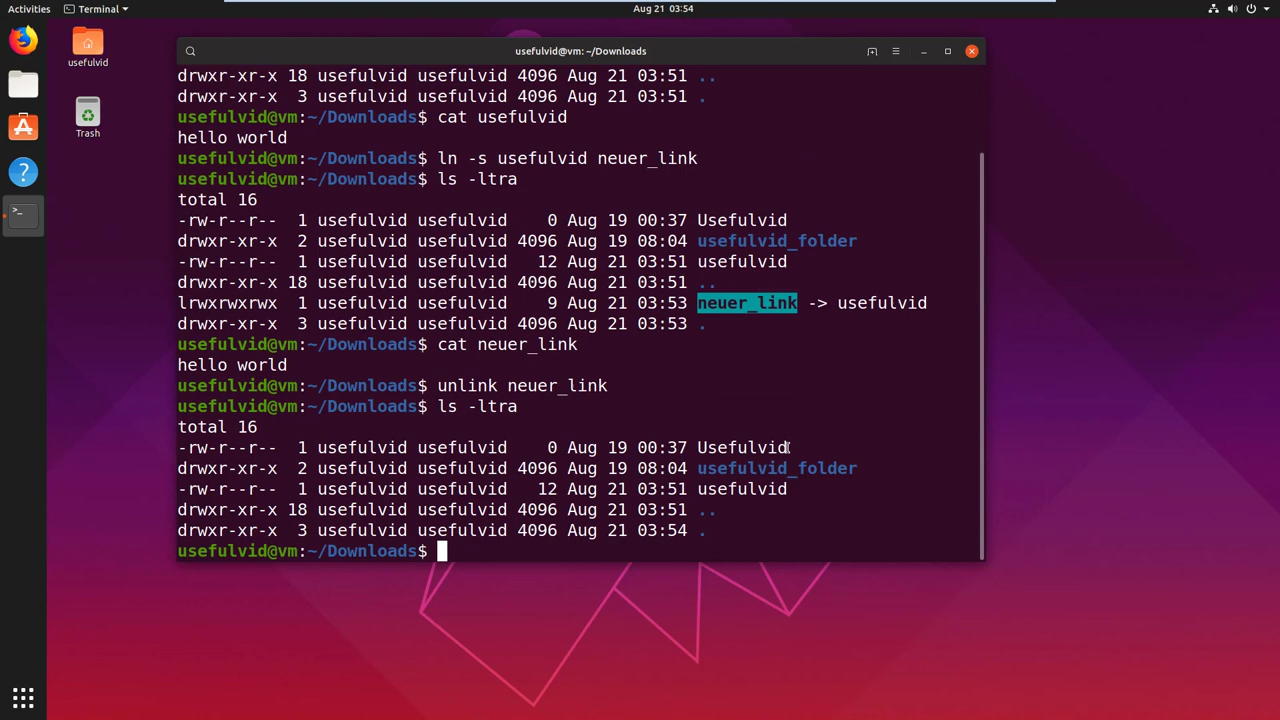 Activities Terminal Aug 21 03:54
usefulvid
Trash
usefulvid@vm: ~/Downloads
drwxr-xr-x 18 usefulvid usefulvid 4096 Aug 21 03:51 ..
drwxr-xr-x 3 usefulvid usefulvid 4096 Aug 21 03:51 .
usefulvid@vm:~/Downloads$ cat usefulvid
hello world
usefulvid@vm:~/Downloads$ ln -s usefulvid neuer_link
usefulvid@vm:~/Downloads$ ls -ltra
total 16
-rw-r--r-- 1 usefulvid usefulvid 0 Aug 19 00:37 Usefulvid
drwxr-xr-x 2 usefulvid usefulvid 4096 Aug 19 08:04 usefulvid_folder
-rw-r--r-- 1 usefulvid usefulvid 12 Aug 21 03:51 usefulvid
drwxr-xr-x 18 usefulvid usefulvid 4096 Aug 21 03:51 ..
lrwxrwxrwx 1 usefulvid usefulvid 9 Aug 21 03:53 neuer_link -> usefulvid
drwxr-xr-x 3 usefulvid usefulvid 4096 Aug 21 03:53 .
usefulvid@vm:~/Downloads$ cat neuer_link
hello world
usefulvid@vm:~/Downloads$ unlink neuer_link
usefulvid@vm:~/Downloads$ ls -ltra
total 16
-rw-r--r-- 1 usefulvid usefulvid 0 Aug 19 00:37 Usefulvid
drwxr-xr-x 2 usefulvid usefulvid 4096 Aug 19 08:04 usefulvid_folder
-rw-r--r-- 1 usefulvid usefulvid 12 Aug 21 03:51 usefulvid
drwxr-xr-x 18 usefulvid usefulvid 4096 Aug 21 03:51 ..
drwxr-xr-x 3 usefulvid usefulvid 4096 Aug 21 03:54 .
usefulvid@vm:~/Downloads$